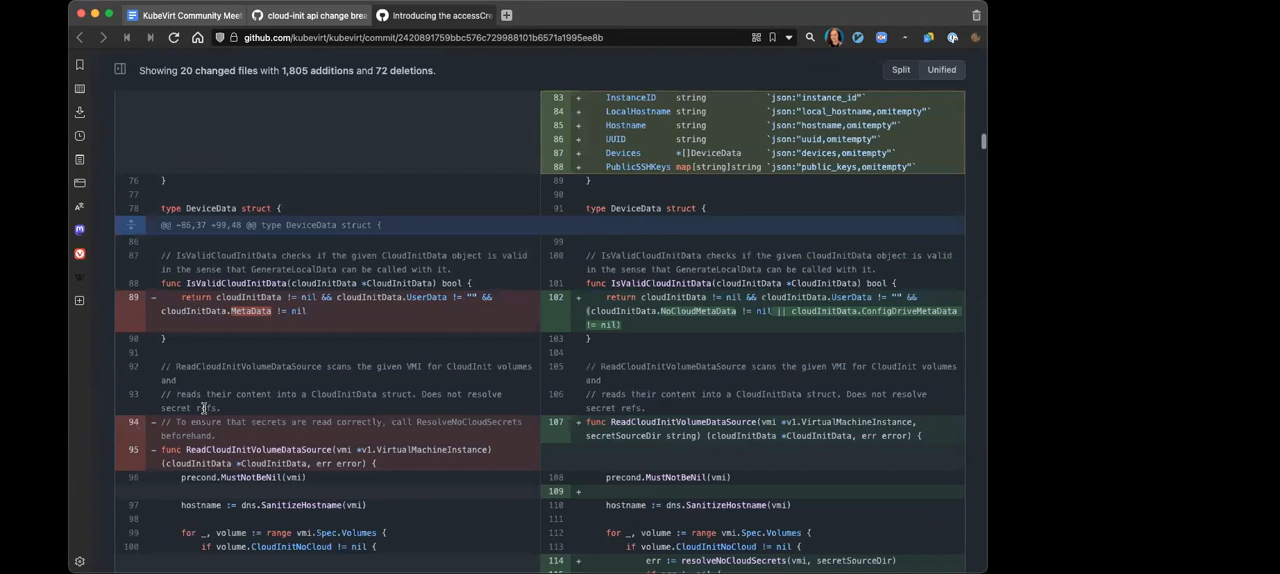 KubeVirt Community Meet
cloud-init api change brea
Introducing the accessCre
github.com/kubevirt/kubevirt/commit/2420891759bbc576c729988101b6571a1995ee8b
Showing 20 changed files with 1,805 additions and 72 deletions.
Split Unified
83 + InstanceID string `json:"instance_id"`
84 + LocalHostname string `json:"local_hostname,omitempty"`
85 + Hostname string `json:"hostname,omitempty"`
86 + UUID string `json:"uuid,omitempty"`
87 + Devices *[]DeviceData `json:"devices,omitempty"`
88 + PublicSSHKeys map[string]string `json:"public_keys,omitempty"`
76 } 89 }
77 90
78 type DeviceData struct { 91 type DeviceData struct {
@@ -86,37 +99,48 @@ type DeviceData struct {
86 99
87 // IsValidCloudInitData checks if the given CloudInitData object is valid 100 // IsValidCloudInitData checks if the given CloudInitData object is valid
in the sense that GenerateLocalData can be called with it. in the sense that GenerateLocalData can be called with it.
88 func IsValidCloudInitData(cloudInitData *CloudInitData) bool { 101 func IsValidCloudInitData(cloudInitData *CloudInitData) bool {
89 - return cloudInitData != nil && cloudInitData.UserData != "" && 102 + return cloudInitData != nil && cloudInitData.UserData != "" &&
cloudInitData.MetaData != nil (cloudInitData.NoCloudMetaData != nil || cloudInitData.ConfigDriveMetaData
!= nil)
90 } 103 }
91 104
92 // ReadCloudInitVolumeDataSource scans the given VMI for CloudInit volumes 105 // ReadCloudInitVolumeDataSource scans the given VMI for CloudInit volumes
and and
93 // reads their content into a CloudInitData struct. Does not resolve 106 // reads their content into a CloudInitData struct. Does not resolve
secret refs. secret refs.
94 - // To ensure that secrets are read correctly, call ResolveNoCloudSecrets 107 + func ReadCloudInitVolumeDataSource(vmi *v1.VirtualMachineInstance,
beforehand. secretSourceDir string) (cloudInitData *CloudInitData, err error) {
95 - func ReadCloudInitVolumeDataSource(vmi *v1.VirtualMachineInstance)
(cloudInitData *CloudInitData, err error) {
96 precond.MustNotBeNil(vmi) 108 precond.MustNotBeNil(vmi)
109 +
97 hostname := dns.SanitizeHostname(vmi) 110 hostname := dns.SanitizeHostname(vmi)
98 111
99 for _, volume := range vmi.Spec.Volumes { 112 for _, volume := range vmi.Spec.Volumes {
100 if volume.CloudInitNoCloud != nil { 113 if volume.CloudInitNoCloud != nil {
114 + err := resolveNoCloudSecrets(vmi, secretSourceDir)